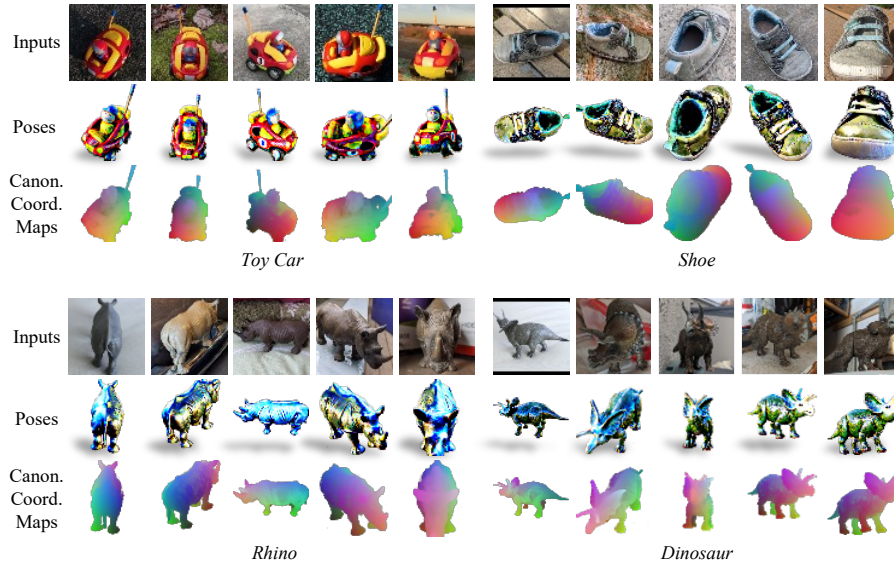 Inputs
Poses
Canon.
Coord.
Maps
Toy Car
Shoe
Inputs
Poses
Canon.
Coord.
Maps
Rhino
Dinosaur